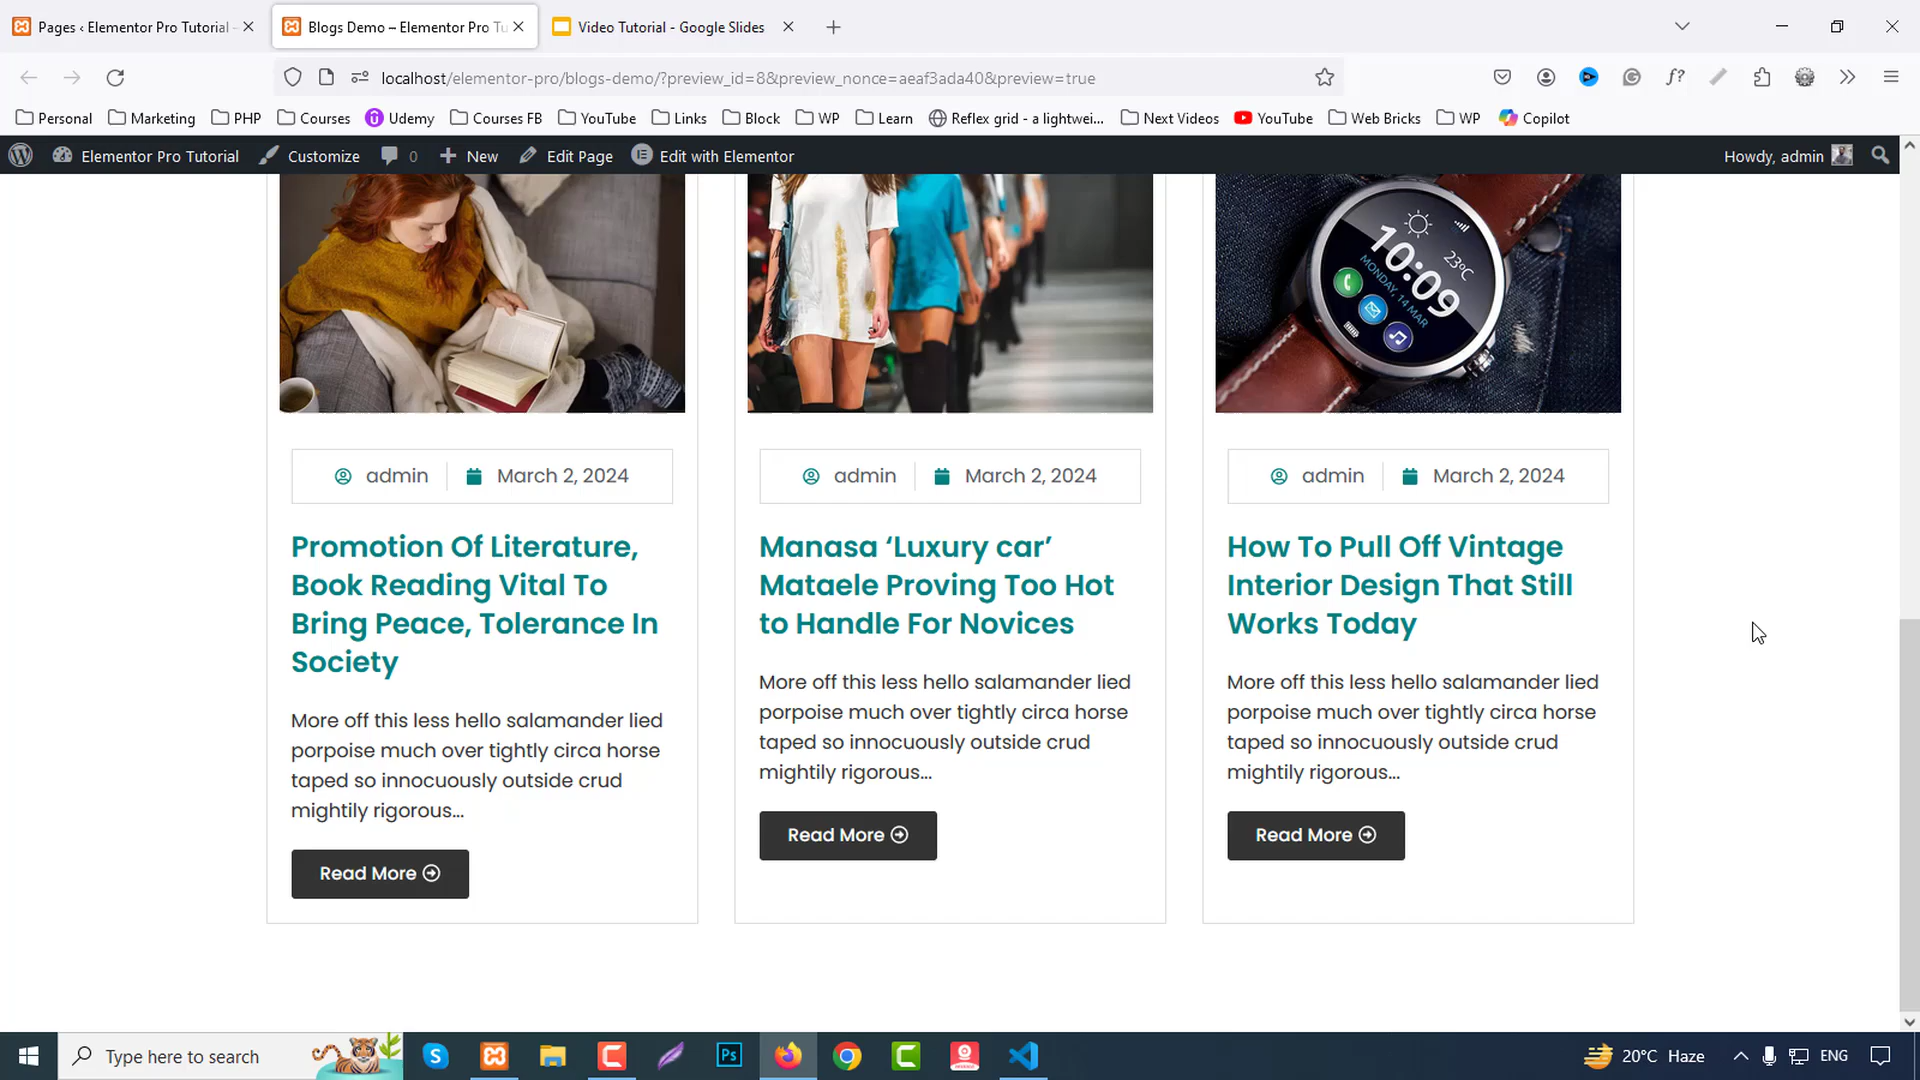 Pages ‹ Elementor Pro Tutorial
Blogs Demo – Elementor Pro Tu
Video Tutorial - Google Slides
localhost/elementor-pro/blogs-demo/?preview_id=8&preview_nonce=aeaf3ada40&preview=true
Personal Marketing PHP Courses Udemy Courses FB YouTube Links Block WP Learn Reflex grid - a lightwei... Next Videos YouTube Web Bricks WP Copilot
Elementor Pro Tutorial Customize 0 New Edit Page Edit with Elementor Howdy, admin
10:09
23°C
MONDAY, 14 MAR
admin March 2, 2024
Promotion Of Literature,
Book Reading Vital To
Bring Peace, Tolerance In
Society
More off this less hello salamander lied
porpoise much over tightly circa horse
taped so innocuously outside crud
mightily rigorous...
Read More
admin March 2, 2024
Manasa ‘Luxury car’
Mataele Proving Too Hot
to Handle For Novices
More off this less hello salamander lied
porpoise much over tightly circa horse
taped so innocuously outside crud
mightily rigorous...
Read More
admin March 2, 2024
How To Pull Off Vintage
Interior Design That Still
Works Today
More off this less hello salamander lied
porpoise much over tightly circa horse
taped so innocuously outside crud
mightily rigorous...
Read More
Type here to search
Ps
20°C Haze
ENG